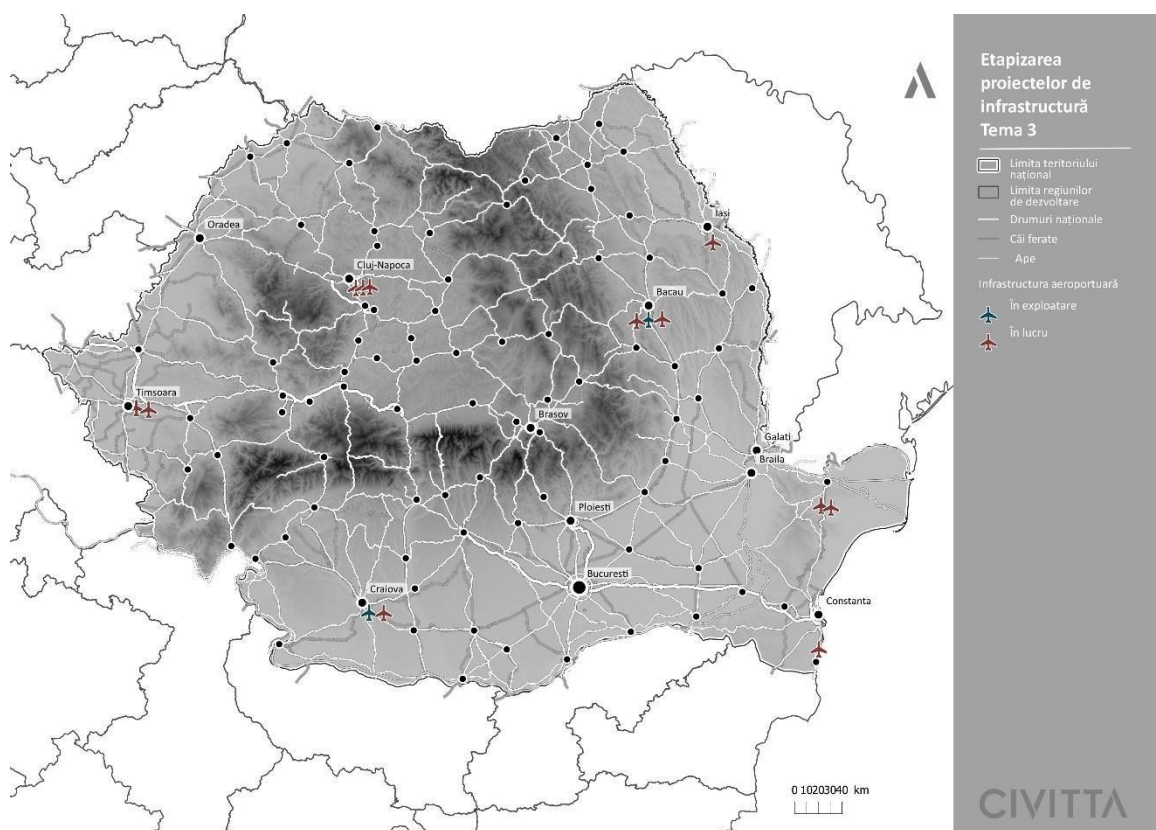 Etapizarea
proiectelor de
infrastructură
Tema 3
Limita teritoriului
național
Limita regiunilor
de dezvoltare
Drumuri naționale
Căi ferate
Ape
Infrastructura aeroportuară
În exploatare
În lucru
Oradea
Iasi
Cluj-Napoca
Bacau
Timsoara
Brasov
Galati
Braila
Ploiesti
Bucuresti
Craiova
Constanta
0 10203040 km
CIVITTA